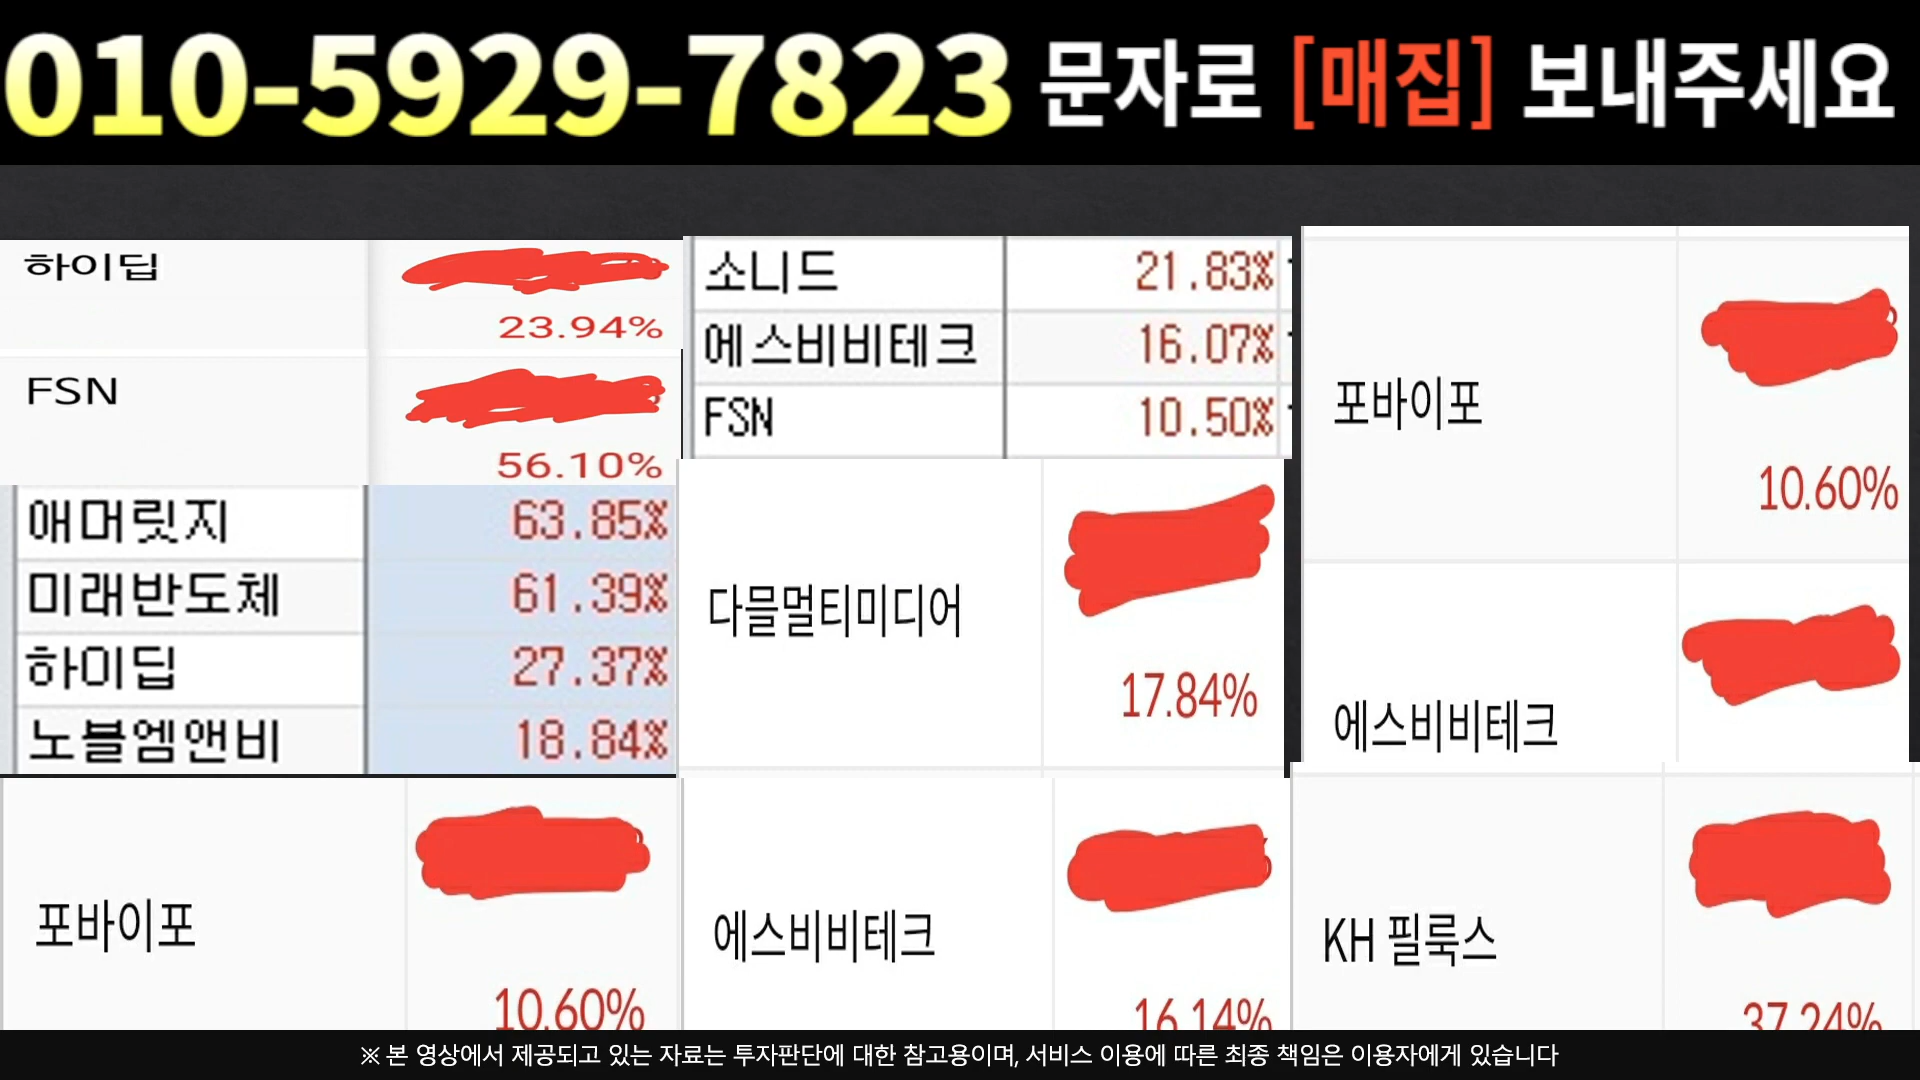 010-5929-7823 문자로 [매집] 보내주세요
하이딥
23.94%
FSN
56.10%
애머릿지 63.85%
미래반도체 61.39%
하이딥 27.37%
노블엠앤비 18.84%
소니드 21.83%
에스비비테크 16.07%
FSN 10.50%
다믈멀티미디어
17.84%
포바이포
10.60%
에스비비테크
포바이포
10.60%
에스비비테크
16.14%
KH 필룩스
37.24%
※ 본 영상에서 제공되고 있는 자료는 투자판단에 대한 참고용이며, 서비스 이용에 따른 최종 책임은 이용자에게 있습니다